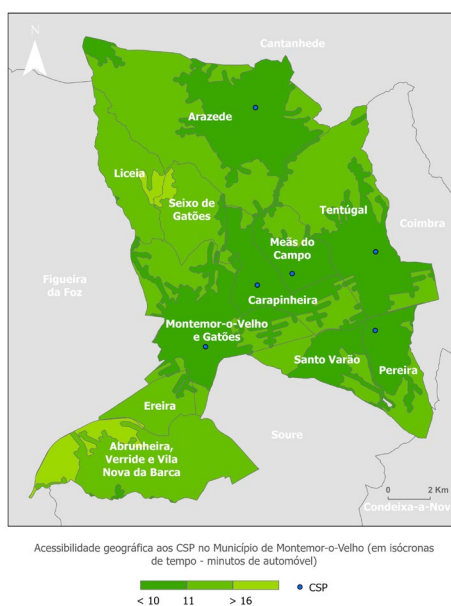 N
Cantanhede
Arazede
Liceia
Seixo de
Gatões
Tentúgal
Coimbra
Meãs do
Campo
Figueira
da Foz
Carapinheira
Montemor-o-Velho
e Gatões
Santo Varão
Pereira
Ereira
Soure
Abrunheira,
Verride e Vila
Nova da Barca
0 2 Km
Condeixa-a-Nov
Acessibilidade geográfica aos CSP no Município de Montemor-o-Velho (em isócronas
de tempo - minutos de automóvel)
CSP
< 10 11 > 16